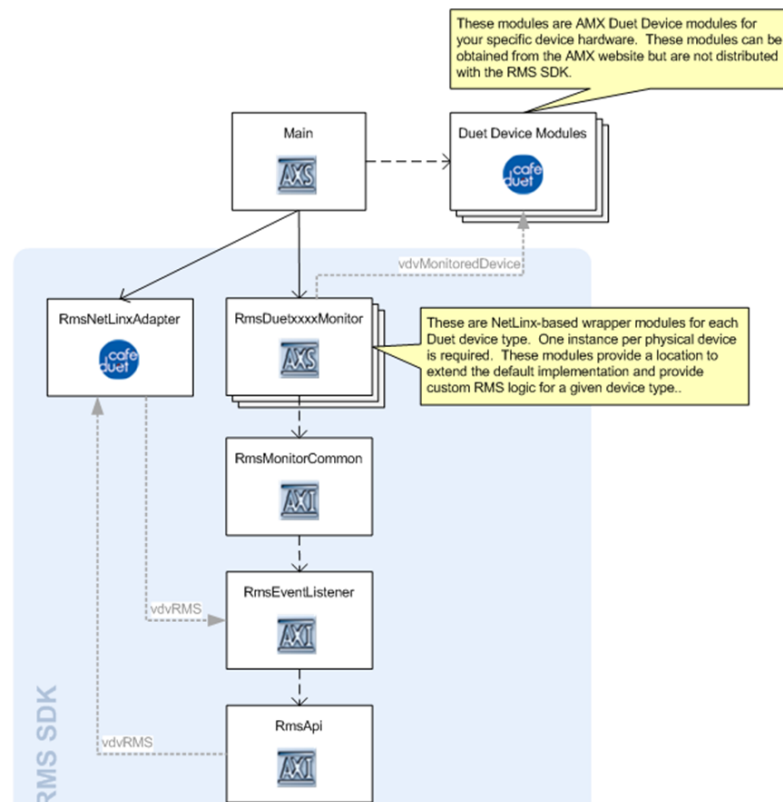 These modules are AMX Duet Device modules for
your specific device hardware.  These modules can be
obtained from the AMX website but are not distributed
with the RMS SDK.
Main
AXS
Duet Device Modules
cafe
duet
vdvMonitoredDevice
RmsNetLinxAdapter
cafe
duet
RmsDuetxxxxMonitor
AXS
These are NetLinx-based wrapper modules for each
Duet device type.  One instance per physical device
is required.  These modules provide a location to
extend the default implementation and provide
custom RMS logic for a given device type..
RmsMonitorCommon
AXI
RmsEventListener
AXI
vdvRMS
RmsApi
AXI
vdvRMS
RMS SDK